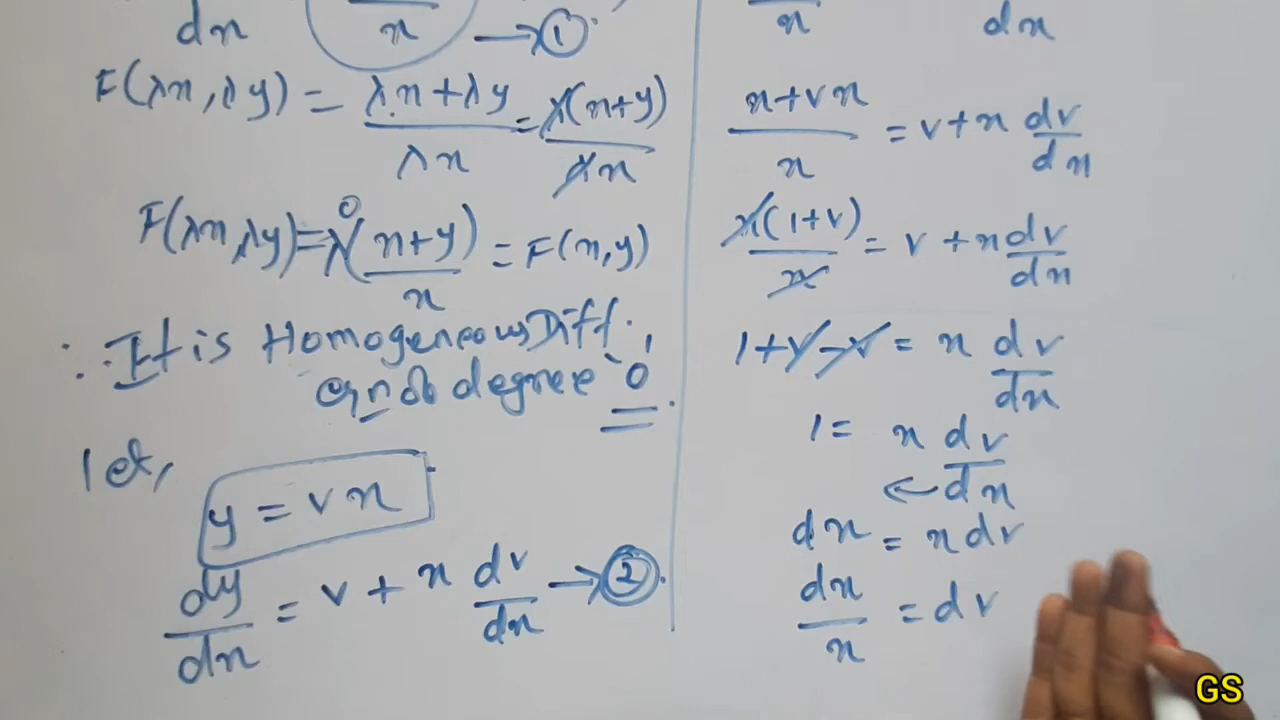 dx   x → ①
F(λx, λy) = λx + λy / λx = λ(x+y) / λx
F(λx, λy) = λ⁰(x+y) / x = F(x,y)
∴ It is Homogeneous Diff.
eqn of degree '0'.
let,
y = vx
dy/dx = v + x dv/dx → ②.
x   dx
x + vx / x = v + x dv/dx
x(1+v) / x = v + x dv/dx
1 + v - v = x dv/dx
1 = x dv/dx
←
dx = x dv
dx/x = dv
GS